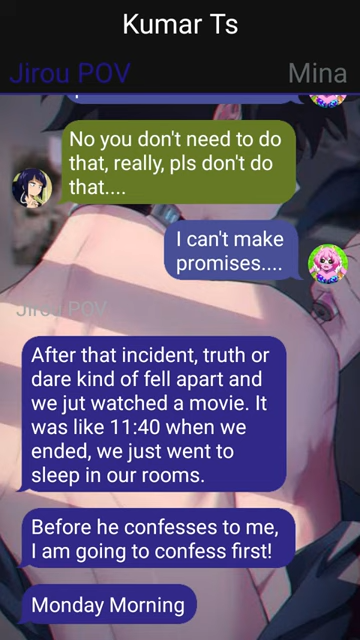 Kumar Ts
Jirou POV
Mina
No you don't need to do
that, really, pls don't do
that....
I can't make
promises....
Jirou POV
After that incident, truth or
dare kind of fell apart and
we jut watched a movie. It
was like 11:40 when we
ended, we just went to
sleep in our rooms.
Before he confesses to me,
I am going to confess first!
Monday Morning